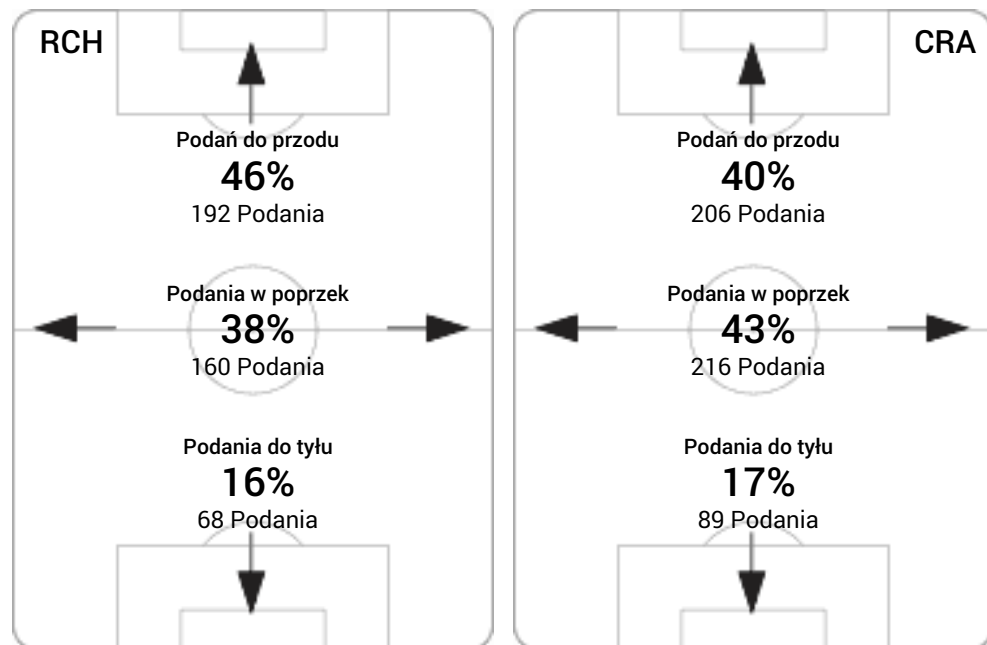 RCH
Podań do przodu
46%
192 Podania
Podania w poprzek
38%
160 Podania
Podania do tyłu
16%
68 Podania
CRA
Podań do przodu
40%
206 Podania
Podania w poprzek
43%
216 Podania
Podania do tyłu
17%
89 Podania